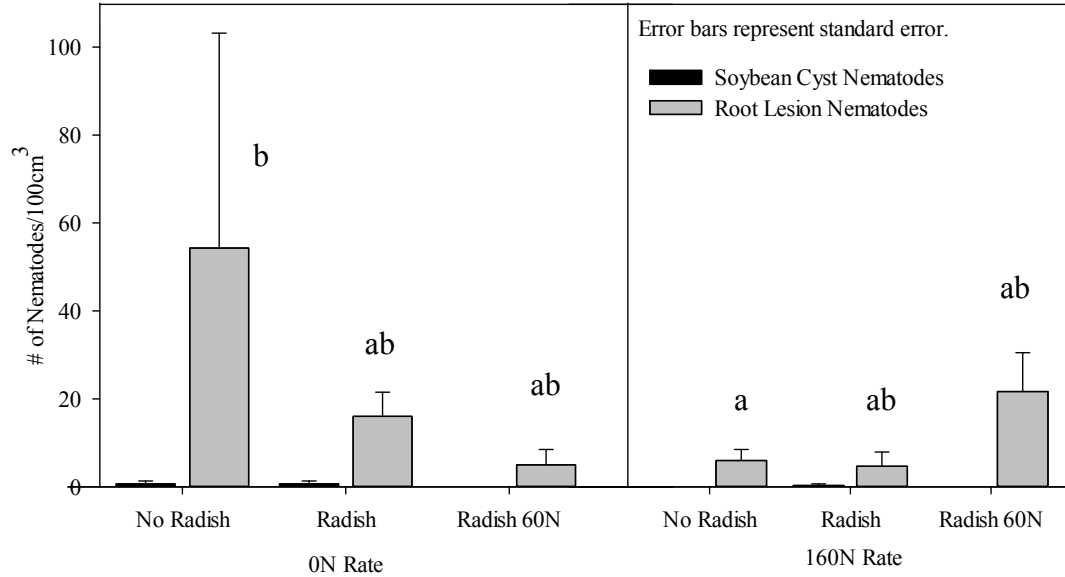 Error bars represent standard error.
Soybean Cyst Nematodes
Root Lesion Nematodes
# of Nematodes/100cm³
100
80
60
40
20
0
b
ab
ab
a
ab
ab
No Radish Radish Radish 60N No Radish Radish Radish 60N
0N Rate 160N Rate